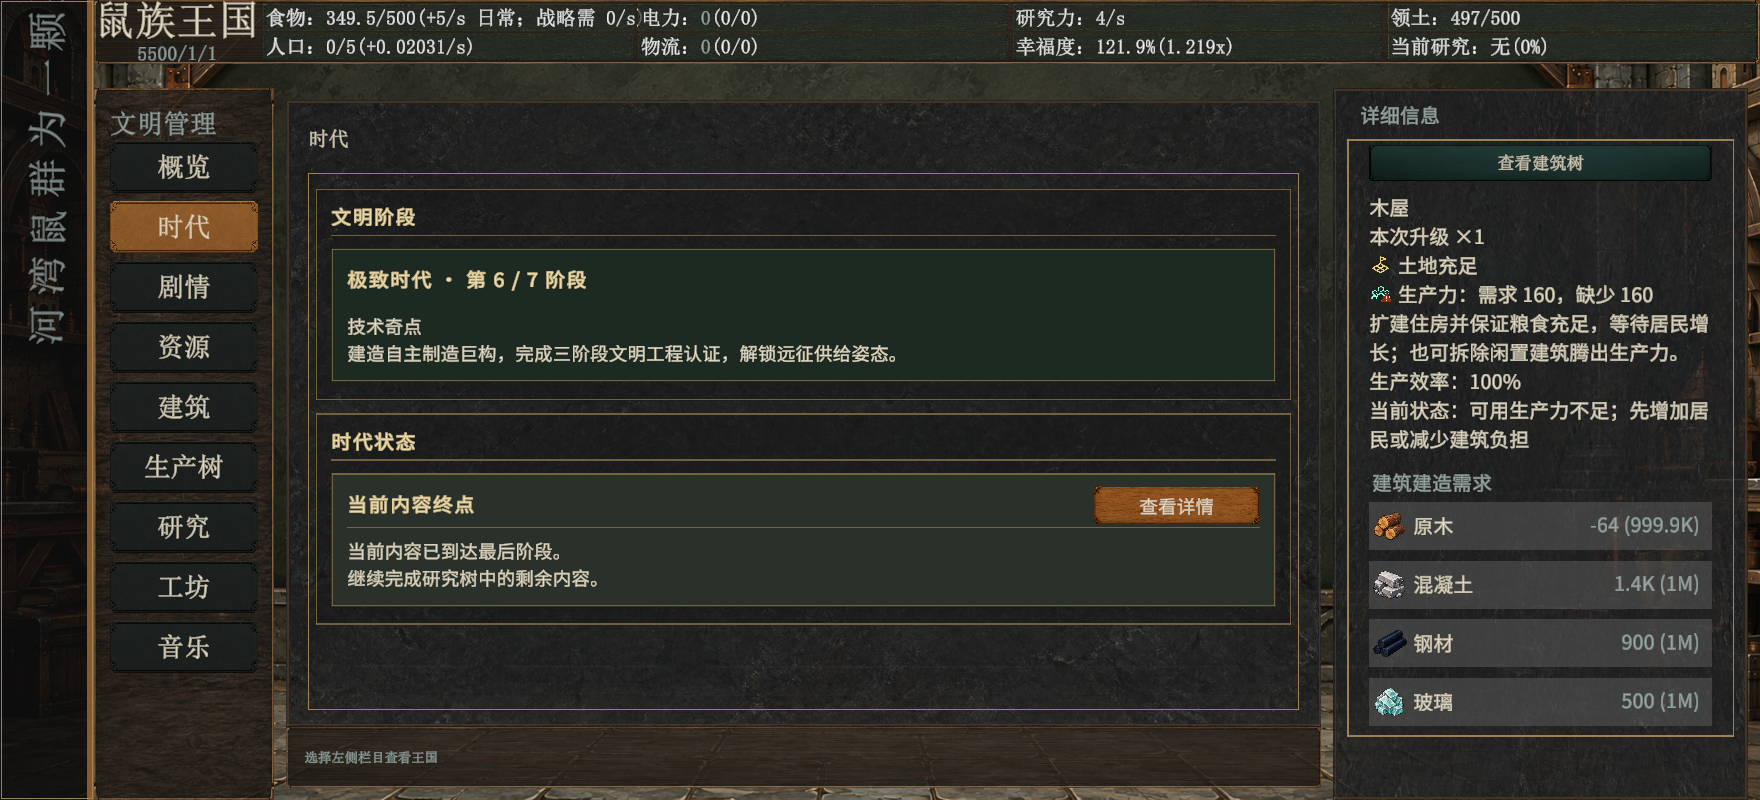 河湾鼠群为一颗
鼠族王国
5500/1/1
食物：349.5/500(+5/s 日常；战略需 0/s)
人口：0/5(+0.02031/s)
电力：0(0/0)
物流：0(0/0)
研究力：4/s
幸福度：121.9%(1.219x)
领土：497/500
当前研究：无(0%)
文明管理
概览
时代
剧情
资源
建筑
生产树
研究
工坊
音乐
时代
文明阶段
极致时代 · 第 6 / 7 阶段
技术奇点
建造自主制造巨构，完成三阶段文明工程认证，解锁远征供给姿态。
时代状态
当前内容终点
查看详情
当前内容已到达最后阶段。
继续完成研究树中的剩余内容。
选择左侧栏目查看王国
详细信息
查看建筑树
木屋
本次升级 ×1
土地充足
生产力：需求 160，缺少 160
扩建住房并保证粮食充足，等待居民增
长；也可拆除闲置建筑腾出生产力。
生产效率：100%
当前状态：可用生产力不足；先增加居
民或减少建筑负担
建筑建造需求
原木 -64 (999.9K)
混凝土 1.4K (1M)
钢材 900 (1M)
玻璃 500 (1M)